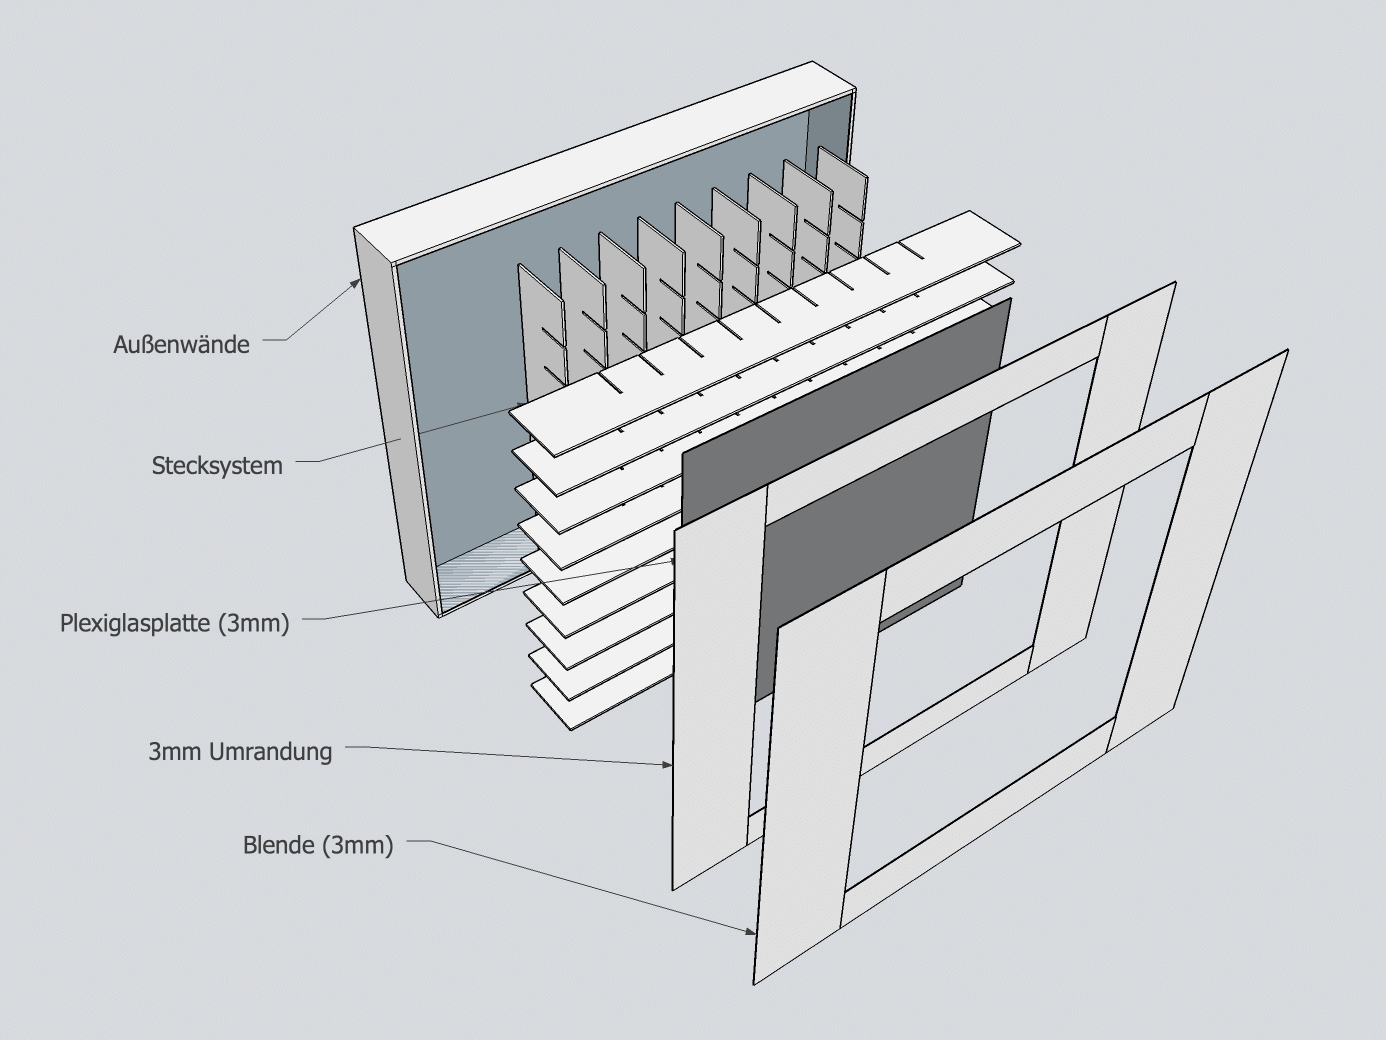 Außenwände
Stecksystem
Plexiglasplatte (3mm)
3mm Umrandung
Blende (3mm)